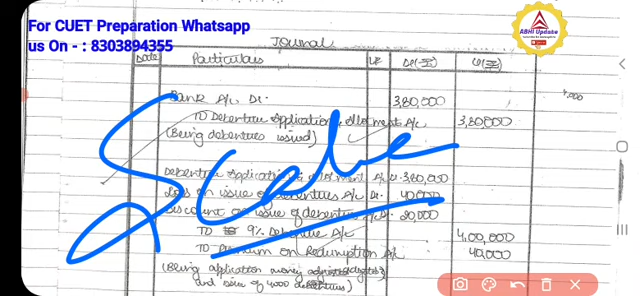 For CUET Preparation Whatsapp
us On - : 8303894355
ABHI Update
Journal
Date Particulars LF Dr(₹) Cr(₹)
Bank A/c Dr. 3,80,000
To Debenture Application & Allotment A/c 3,80,000
(Being debentures issued)
Debenture Application & Allotment A/c Dr. 380,000
Loss on issue of debentures A/c Dr. 40,000
Discount on issue of debentures A/c Dr. 20,000
To 9% Debenture A/c 4,00,000
To Premium on Redemption A/c 40,000
(Being application money adjusted
and issue of 4000 debentures)